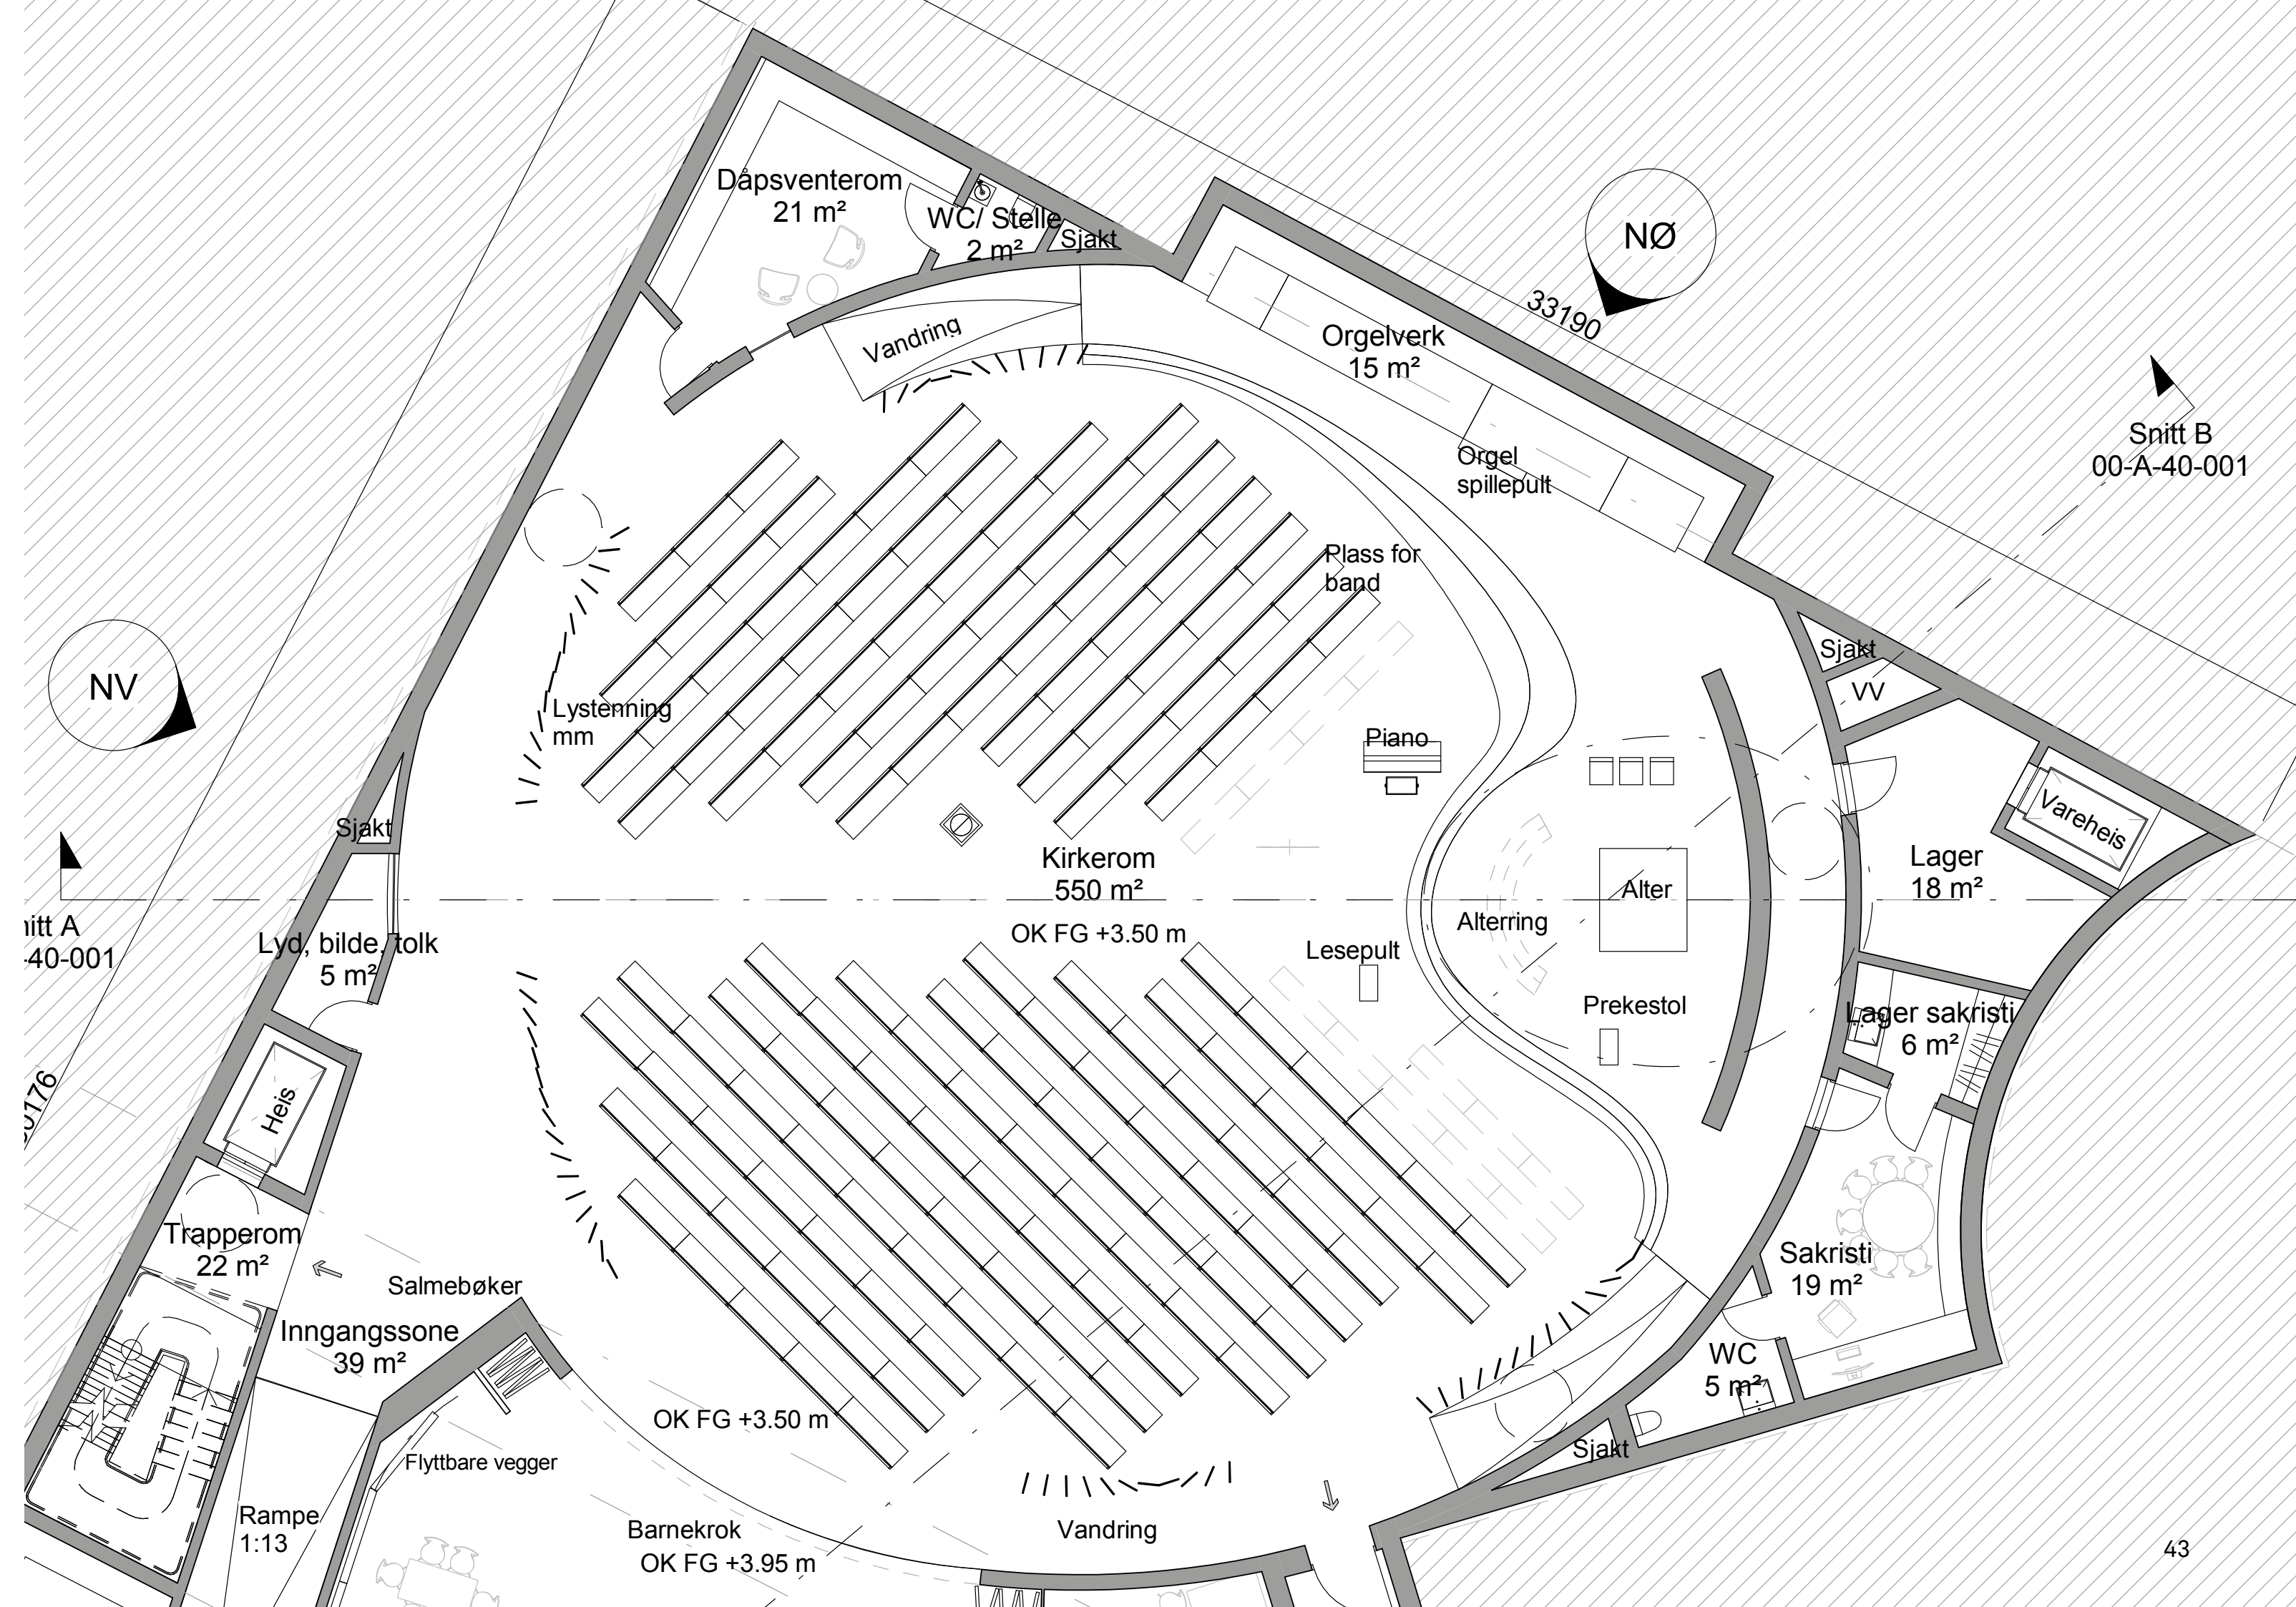 Dåpsventerom
21 m²
WC/ Stelle
2 m²
Sjakt
NØ
33190
Vandring
Orgelverk
15 m²
Orgel
spillepult
Snitt B
00-A-40-001
Plass for
band
Sjakt
VV
NV
Lystenning
mm
Piano
Vareheis
Sjakt
Kirkerom
550 m²
OK FG +3.50 m
Lager
18 m²
Alter
Alterring
itt A
-40-001
Lyd, bilde, tolk
5 m²
Lesepult
Prekestol
Lager sakristi
6 m²
0176
Heis
Trapperom
22 m²
Sakristi
19 m²
Salmebøker
Inngangssone
39 m²
WC
5 m²
OK FG +3.50 m
Sjakt
Flyttbare vegger
Rampe
1:13
Barnekrok
OK FG +3.95 m
Vandring
43